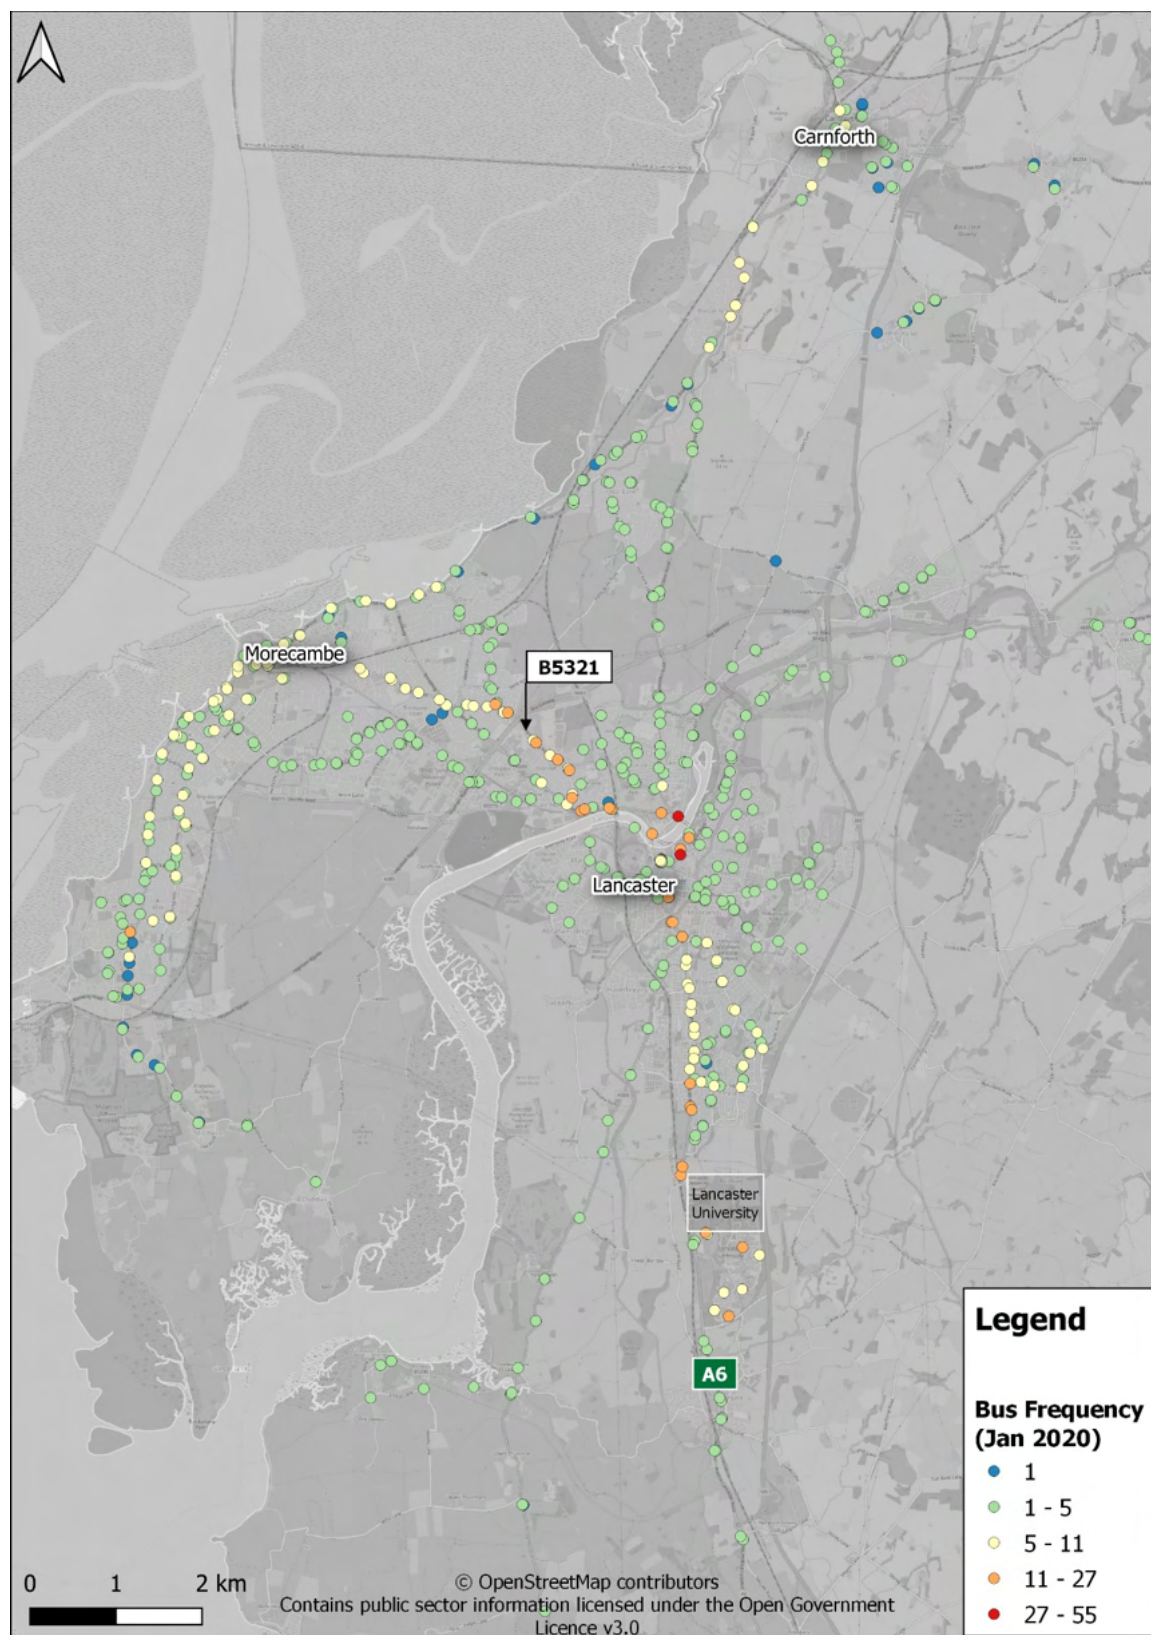 Carnforth
B5321
Morecambe
Lancaster
Lancaster
University
A6
Legend
Bus Frequency
(Jan 2020)
1
1 - 5
5 - 11
11 - 27
27 - 55
0 1 2 km
© OpenStreetMap contributors
Contains public sector information licensed under the Open Government
Licence v3.0